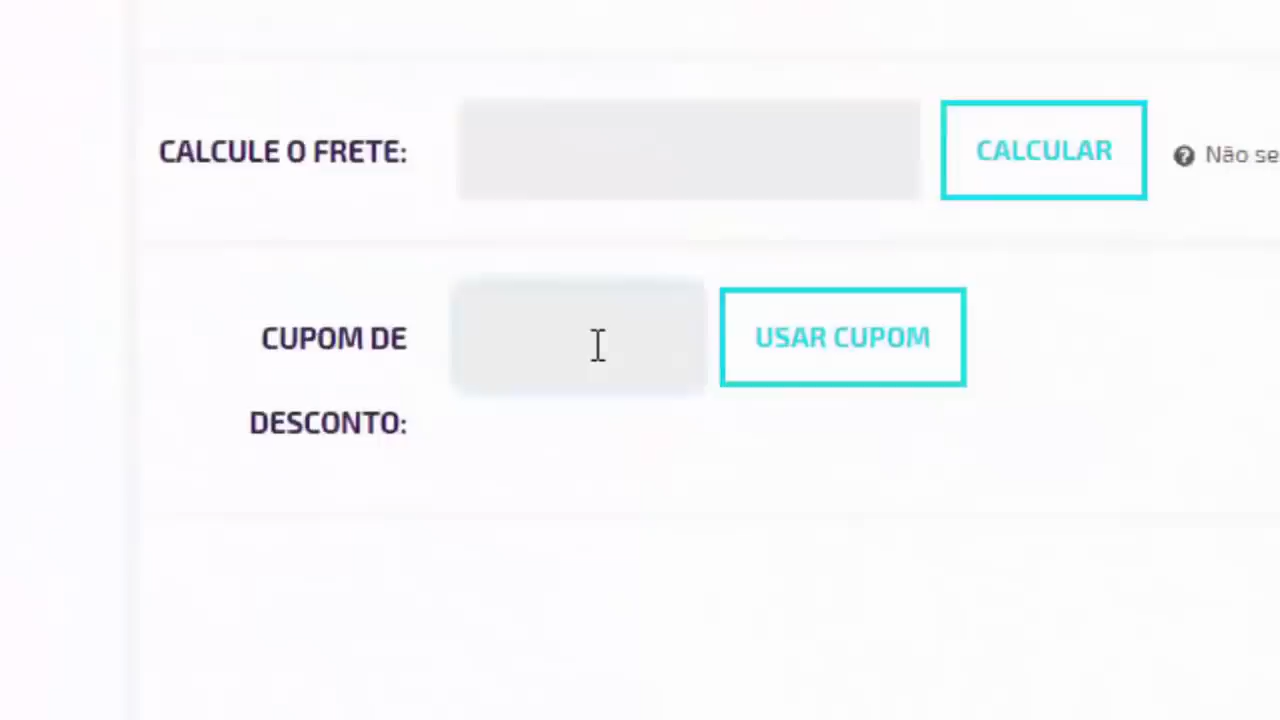 CALCULE O FRETE:
CALCULAR
Não se
CUPOM DE
DESCONTO:
USAR CUPOM